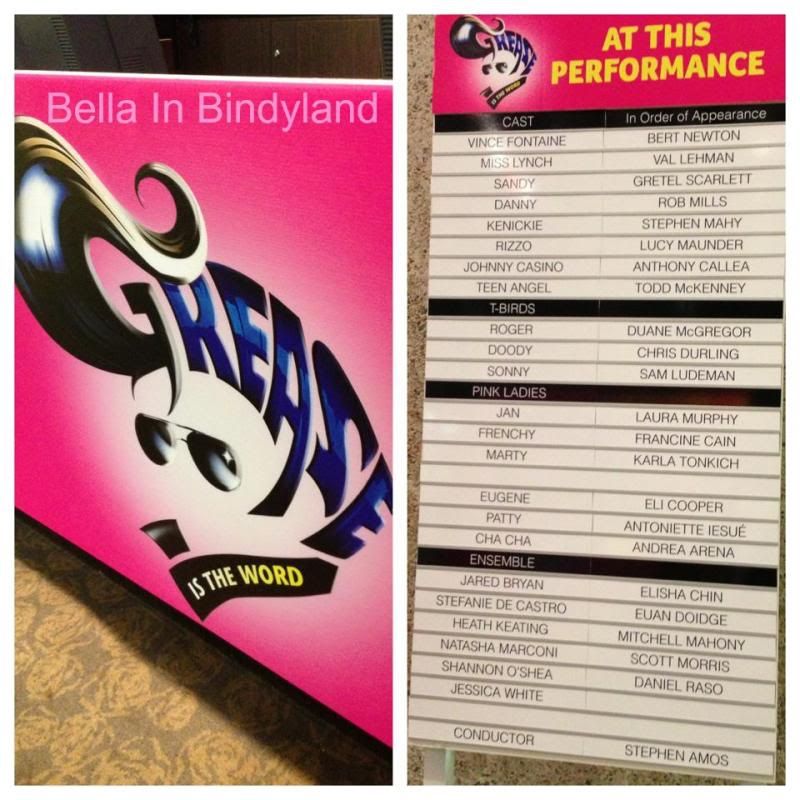 Bella In Bindyland
GREASE
IS THE WORD
GREASE
IS THE WORD
AT THIS
PERFORMANCE
CAST In Order of Appearance
VINCE FONTAINE BERT NEWTON
MISS LYNCH VAL LEHMAN
SANDY GRETEL SCARLETT
DANNY ROB MILLS
KENICKIE STEPHEN MAHY
RIZZO LUCY MAUNDER
JOHNNY CASINO ANTHONY CALLEA
TEEN ANGEL TODD McKENNEY
T-BIRDS
ROGER DUANE McGREGOR
DOODY CHRIS DURLING
SONNY SAM LUDEMAN
PINK LADIES
JAN LAURA MURPHY
FRENCHY FRANCINE CAIN
MARTY KARLA TONKICH
EUGENE ELI COOPER
PATTY ANTONIETTE IESUÉ
CHA CHA ANDREA ARENA
ENSEMBLE
JARED BRYAN ELISHA CHIN
STEFANIE DE CASTRO EUAN DOIDGE
HEATH KEATING MITCHELL MAHONY
NATASHA MARCONI SCOTT MORRIS
SHANNON O'SHEA DANIEL RASO
JESSICA WHITE
CONDUCTOR STEPHEN AMOS